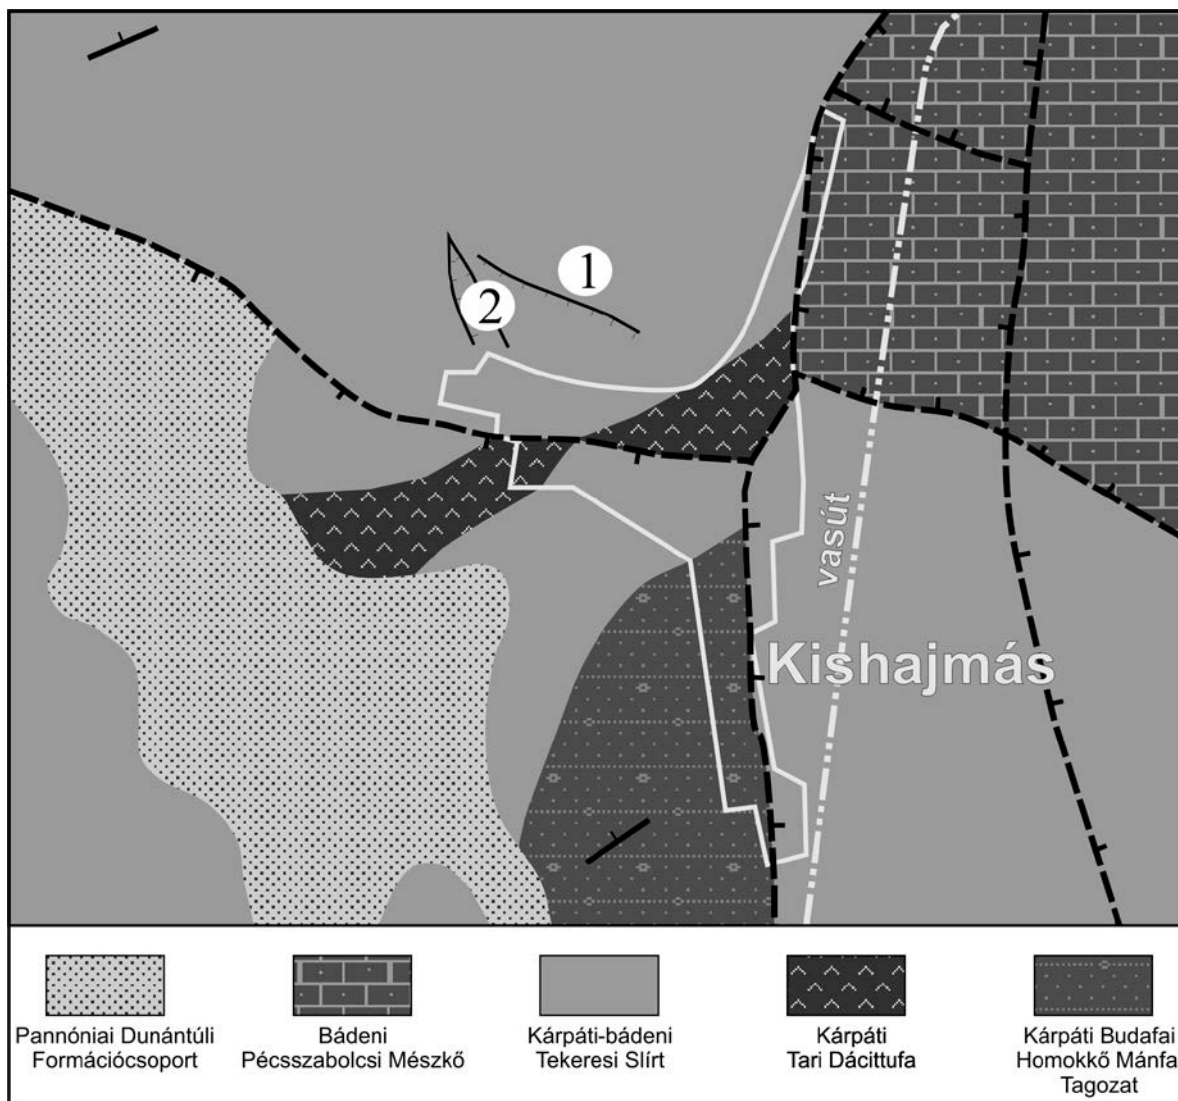 1
2
vasút
Kishajmás
Pannóniai Dunántúli
Formációcsoport
Bádeni
Pécsszabolcsi Mészkő
Kárpáti-bádeni
Tekeresi Slírt
Kárpáti
Tari Dácittufa
Kárpáti Budafai
Homokkő Mánfa
Tagozat